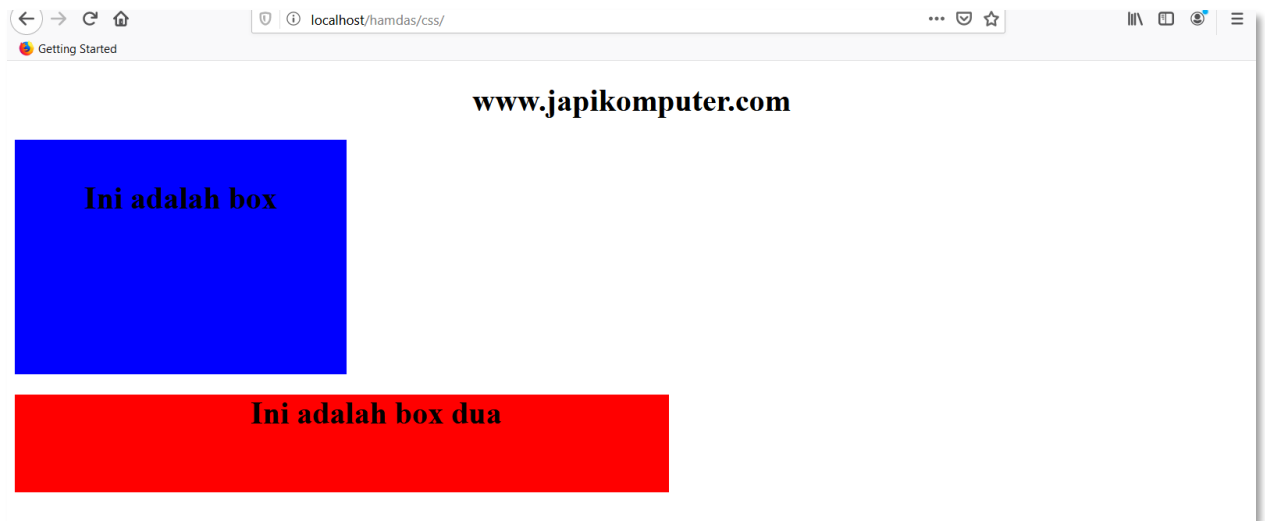 localhost/hamdas/css/
Getting Started
www.japikomputer.com
Ini adalah box
Ini adalah box dua